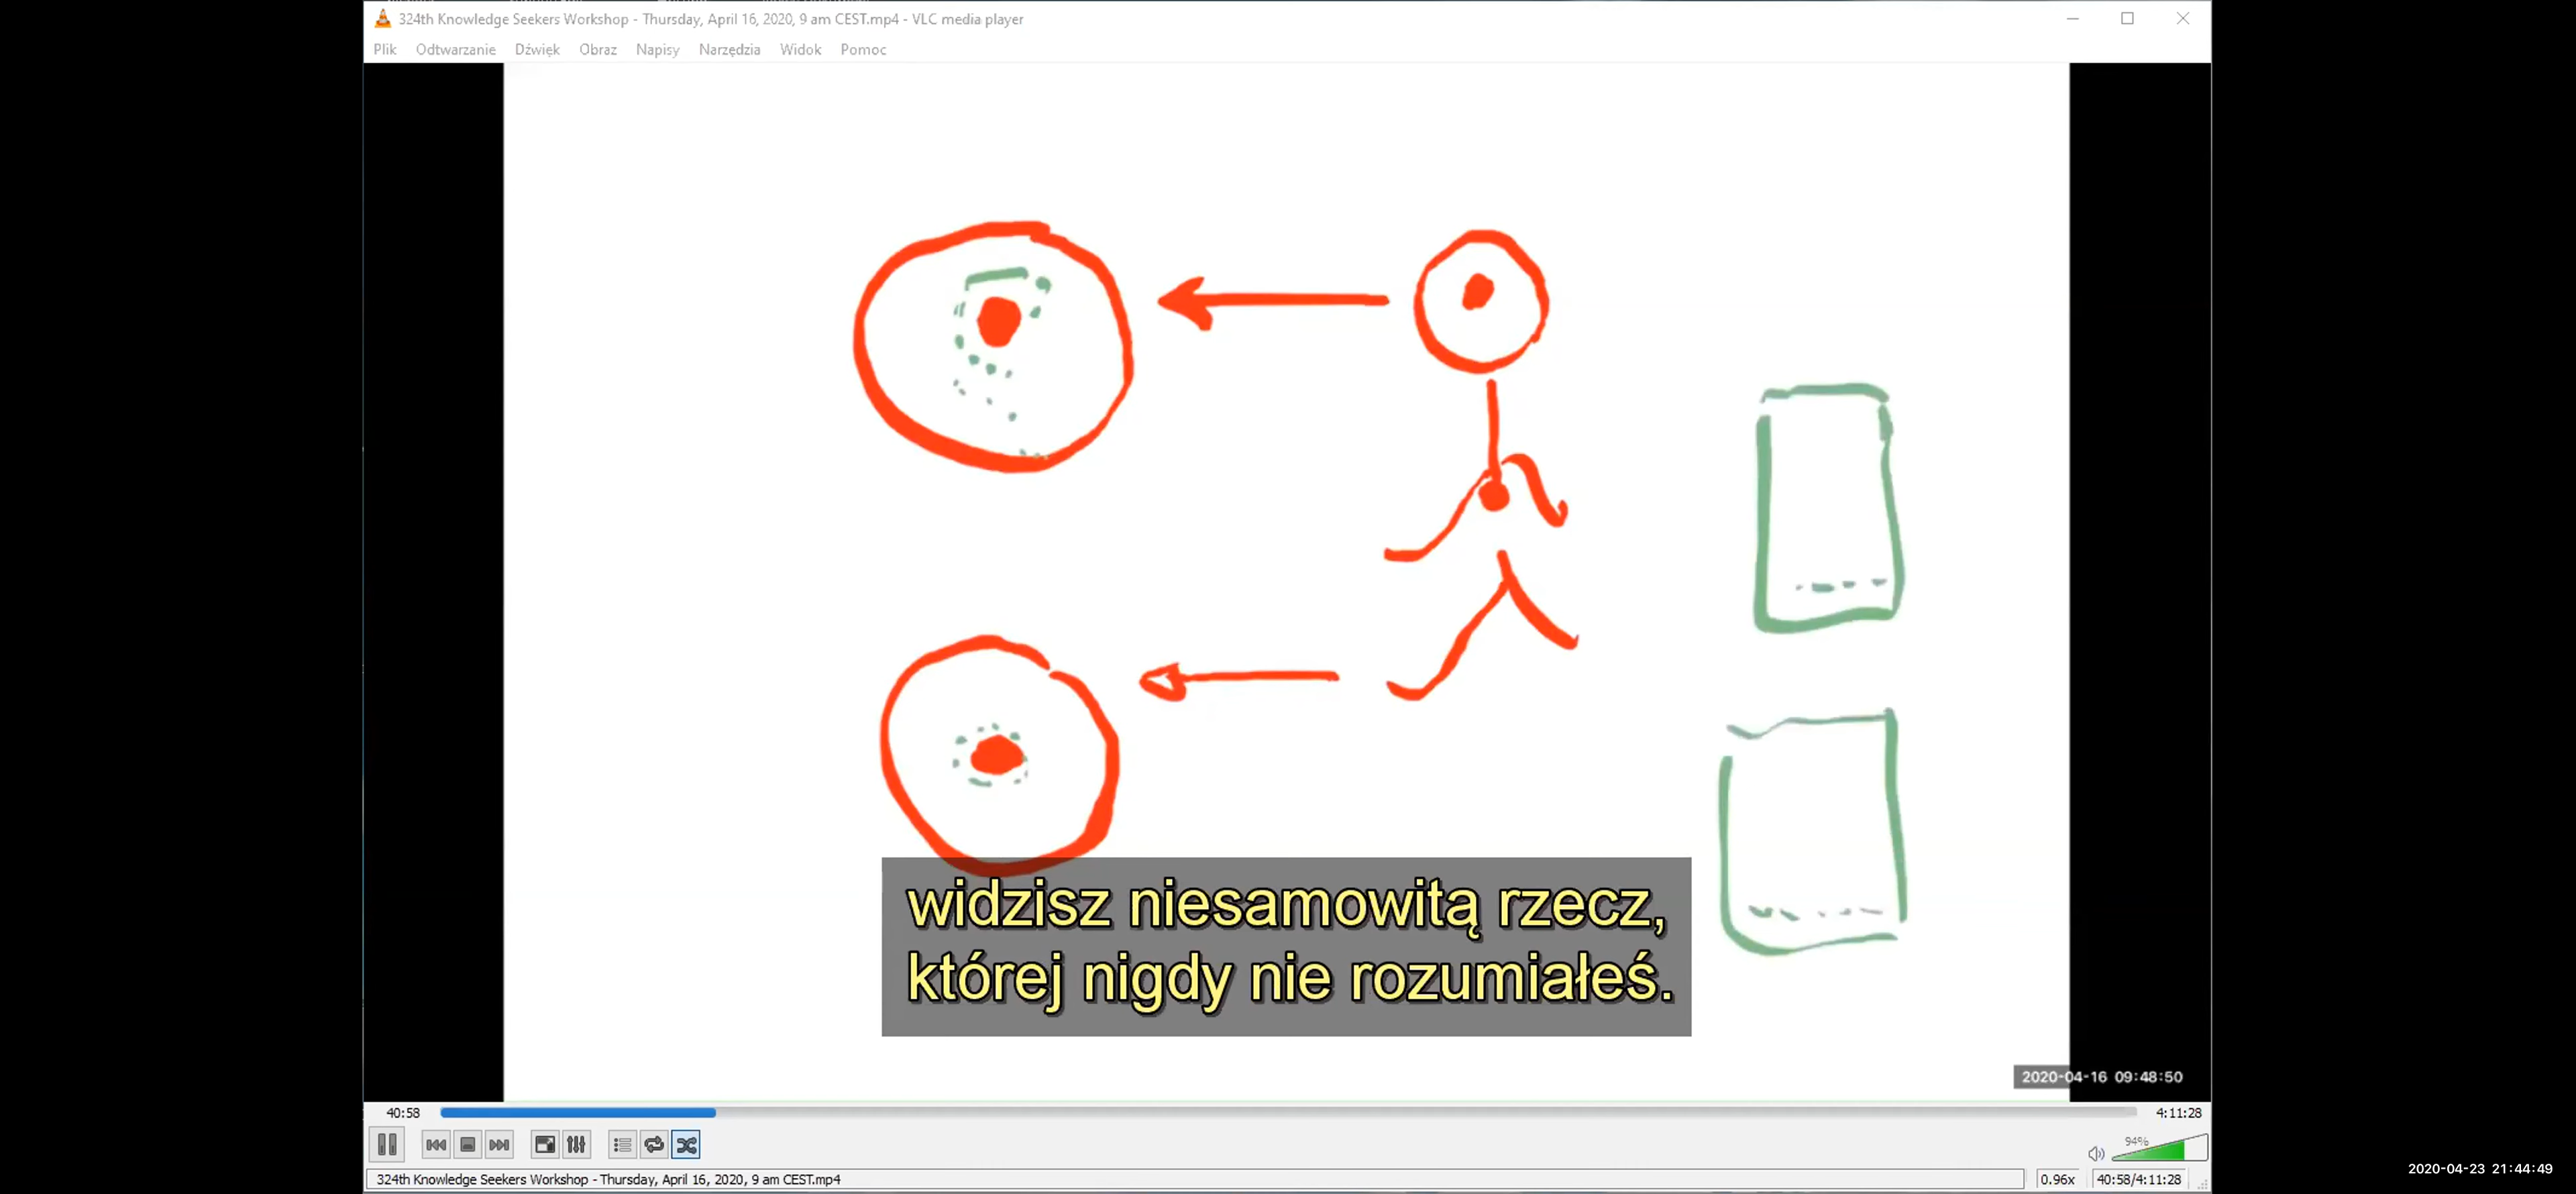 324th Knowledge Seekers Workshop - Thursday, April 16, 2020, 9 am CEST.mp4 - VLC media player
Plik Odtwarzanie Dźwięk Obraz Napisy Narzędzia Widok Pomoc
widzisz niesamowitą rzecz,
której nigdy nie rozumiałeś.
2020-04-16 09:48:50
40:58 4:11:28
94%
324th Knowledge Seekers Workshop - Thursday, April 16, 2020, 9 am CEST.mp4 0.96x 40:58/4:11:28
2020-04-23 21:44:49